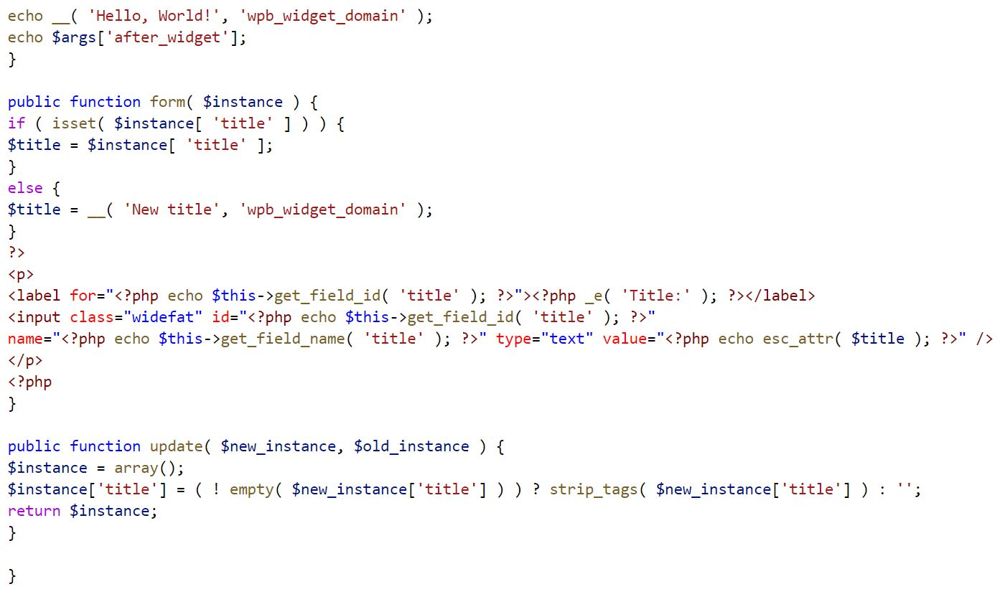 echo __( 'Hello, World!', 'wpb_widget_domain' );
echo $args['after_widget'];
}

public function form( $instance ) {
if ( isset( $instance[ 'title' ] ) ) {
$title = $instance[ 'title' ];
}
else {
$title = __( 'New title', 'wpb_widget_domain' );
}
?>
<p>
<label for="<?php echo $this->get_field_id( 'title' ); ?>"><?php _e( 'Title:' ); ?></label>
<input class="widefat" id="<?php echo $this->get_field_id( 'title' ); ?>"
name="<?php echo $this->get_field_name( 'title' ); ?>" type="text" value="<?php echo esc_attr( $title ); ?>" />
</p>
<?php
}

public function update( $new_instance, $old_instance ) {
$instance = array();
$instance['title'] = ( ! empty( $new_instance['title'] ) ) ? strip_tags( $new_instance['title'] ) : '';
return $instance;
}

}